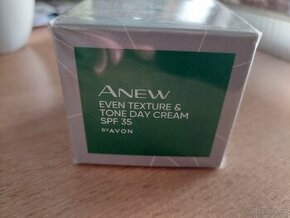 ANEW
EVEN TEXTURE &
TONE DAY CREAM
SPF 35
BY AVON